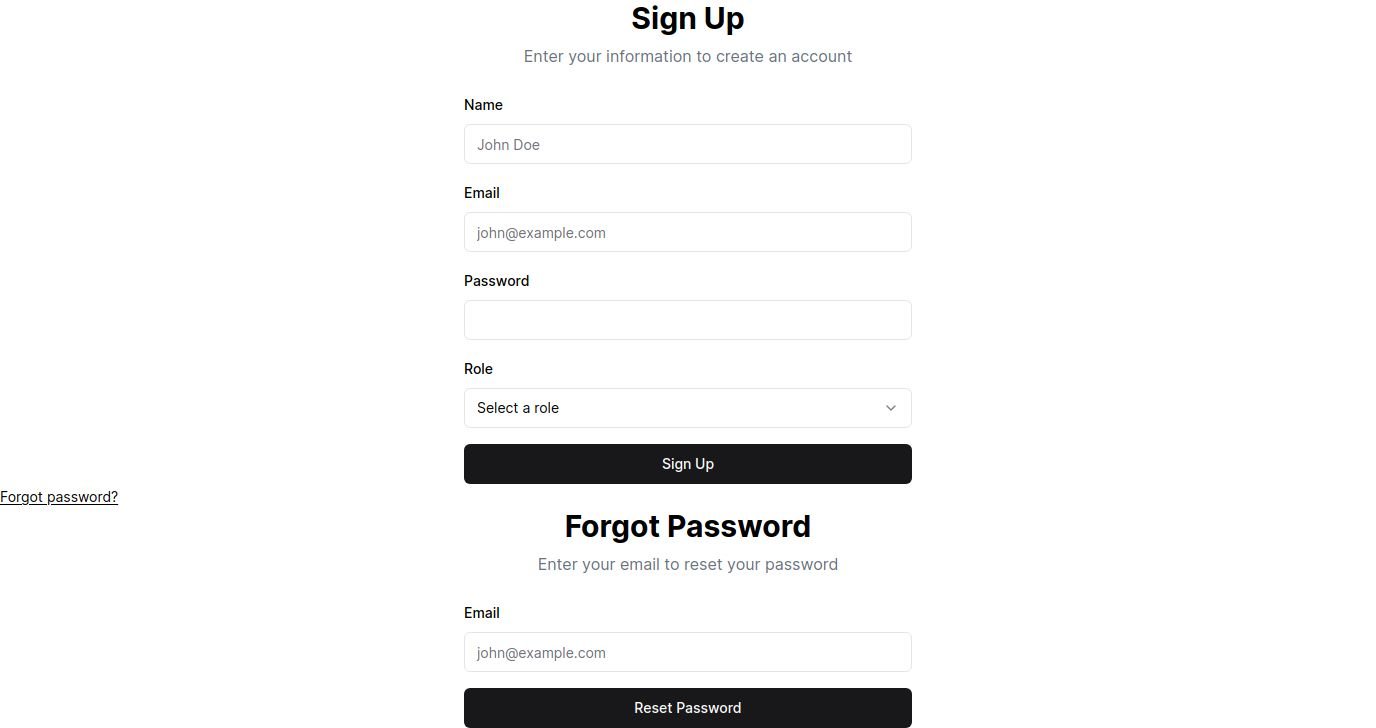 Sign Up
Enter your information to create an account
Name
John Doe
Email
john@example.com
Password
Role
Select a role
Sign Up
Forgot password?
Forgot Password
Enter your email to reset your password
Email
john@example.com
Reset Password